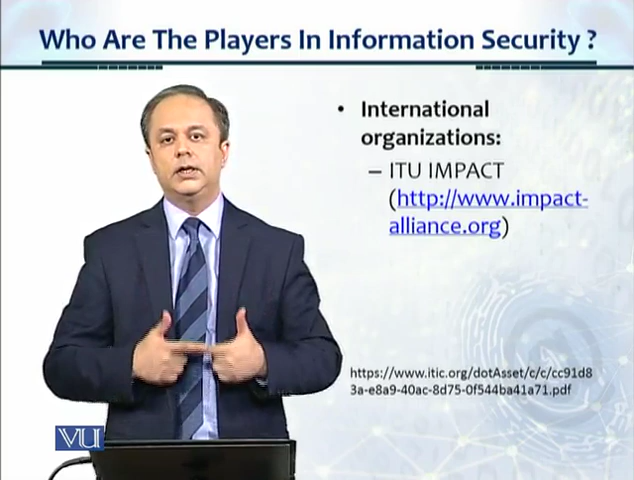 Who Are The Players In Information Security ?
• International
organizations:
– ITU IMPACT
(http://www.impact-
alliance.org)
https://www.itic.org/dotAsset/c/c/cc91d8
3a-e8a9-40ac-8d75-0f544ba41a71.pdf
VU